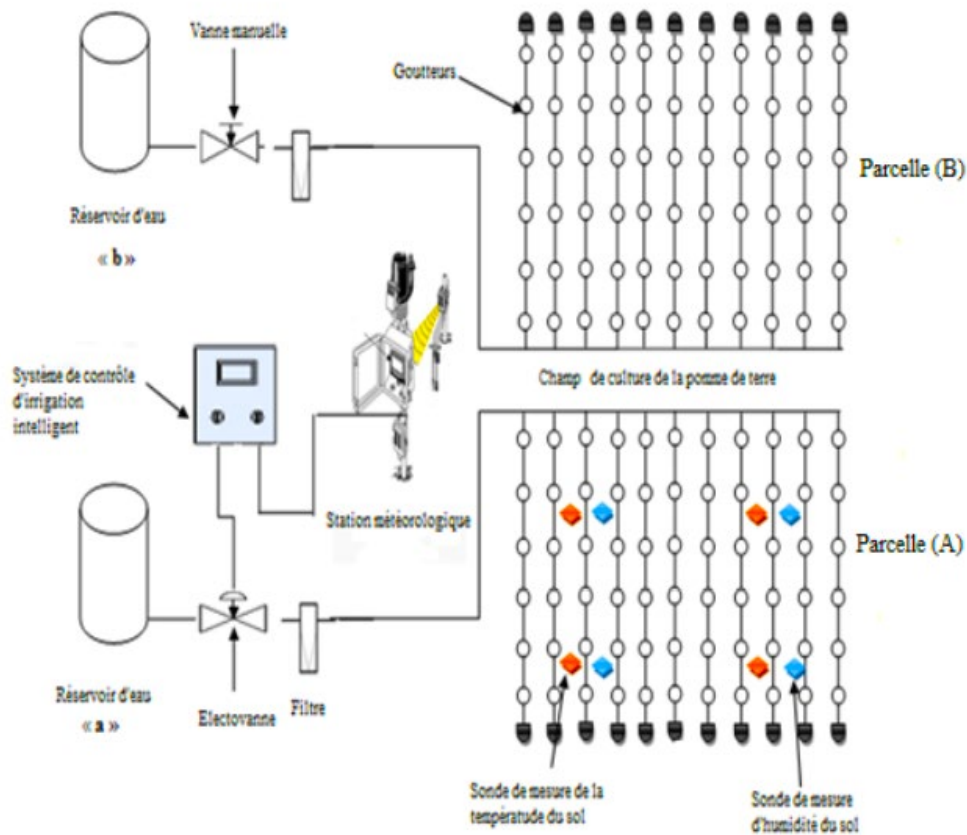 Vanne manuelle
Goutteurs
Parcelle (B)
Réservoir d'eau
« b »
Champ de culture de la pomme de terre
Système de contrôle
d'irrigation
intelligent
Station météorologique
Parcelle (A)
Réservoir d'eau
« a »
Electovanne
Filtre
Sonde de mesure de la
températude du sol
Sonde de mesure
d'humidité du sol